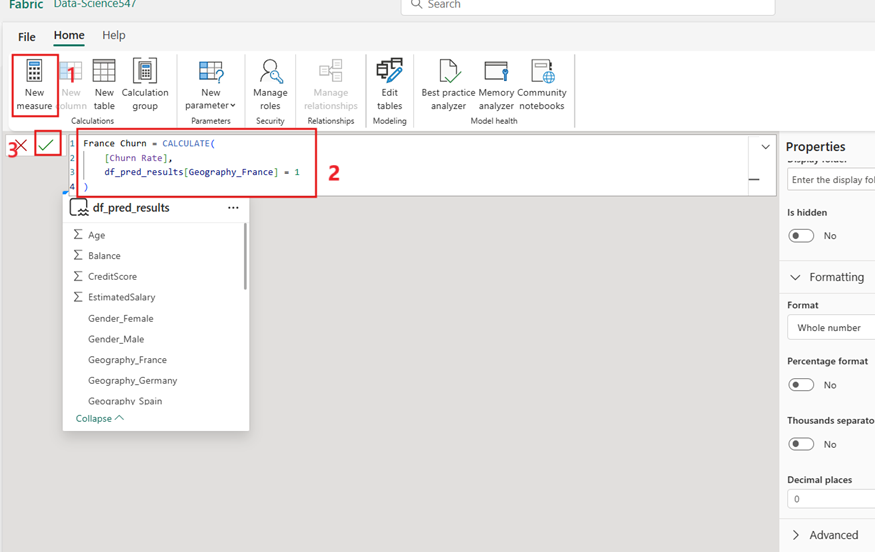 Fabric Data-Science547
Search
File Home Help
New measure
1
New column
New table
Calculation group
Calculations
New parameter
Parameters
Manage roles
Security
Manage relationships
Relationships
Edit tables
Modeling
Best practice analyzer
Memory analyzer
Community notebooks
Model health
3
1 France Churn = CALCULATE(
2 [Churn Rate],
3 df_pred_results[Geography_France] = 1
4 )
2
df_pred_results
...
Age
Balance
CreditScore
EstimatedSalary
Gender_Female
Gender_Male
Geography_France
Geography_Germany
Geography_Spain
Collapse
Properties
Display folder
Enter the display fol
Is hidden
No
Formatting
Format
Whole number
Percentage format
No
Thousands separato
No
Decimal places
0
Advanced